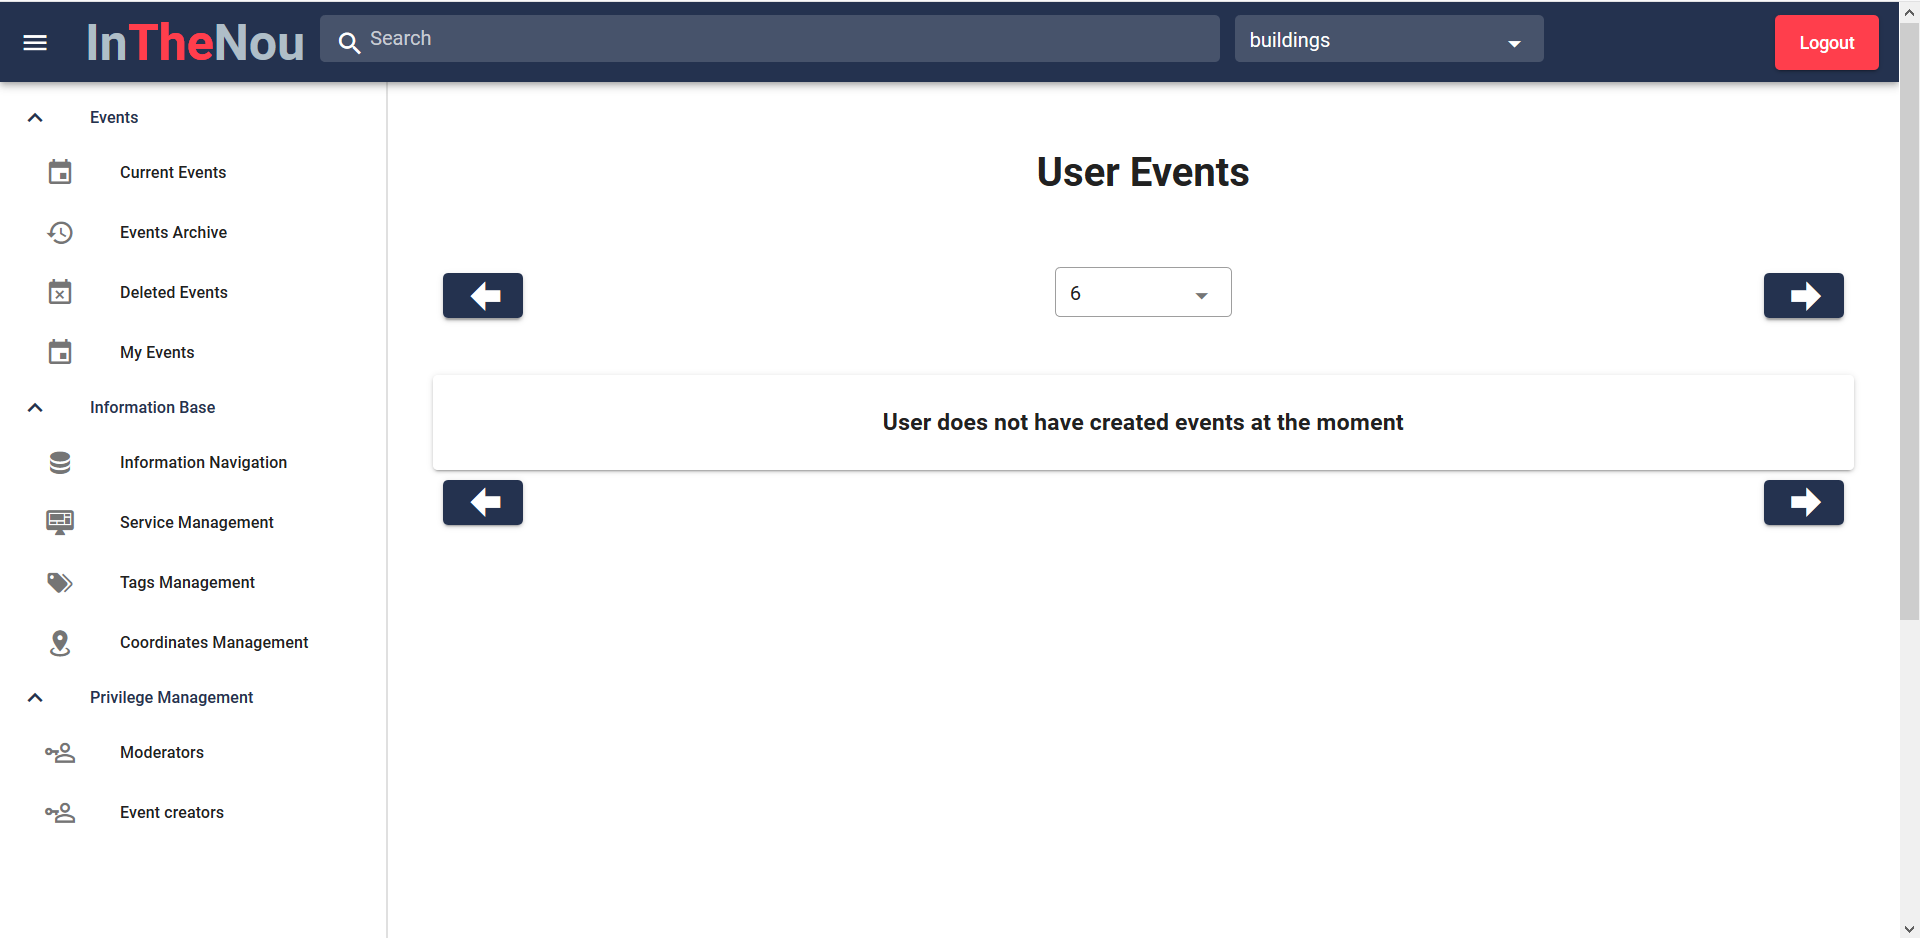 InTheNou
Search
buildings
Logout
Events
Current Events
Events Archive
Deleted Events
My Events
Information Base
Information Navigation
Service Management
Tags Management
Coordinates Management
Privilege Management
Moderators
Event creators
User Events
6
User does not have created events at the moment